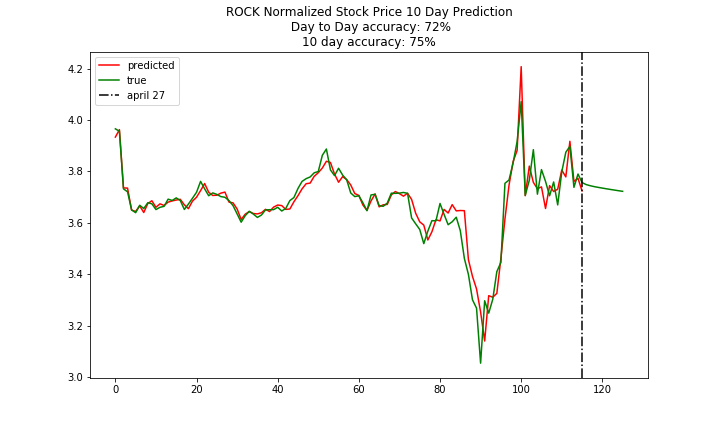 ROCK Normalized Stock Price 10 Day Prediction
Day to Day accuracy: 72%
10 day accuracy: 75%
predicted
true
april 27
4.2
4.0
3.8
3.6
3.4
3.2
3.0
0 20 40 60 80 100 120